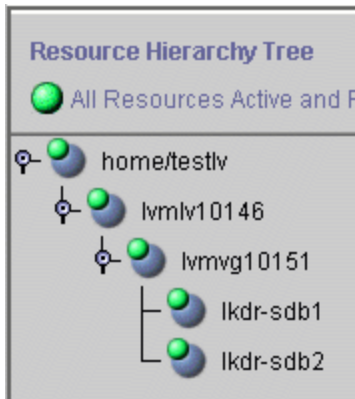 Resource Hierarchy Tree
All Resources Active and
home/testlv
lvmlv10146
lvmvg10151
lkdr-sdb1
lkdr-sdb2